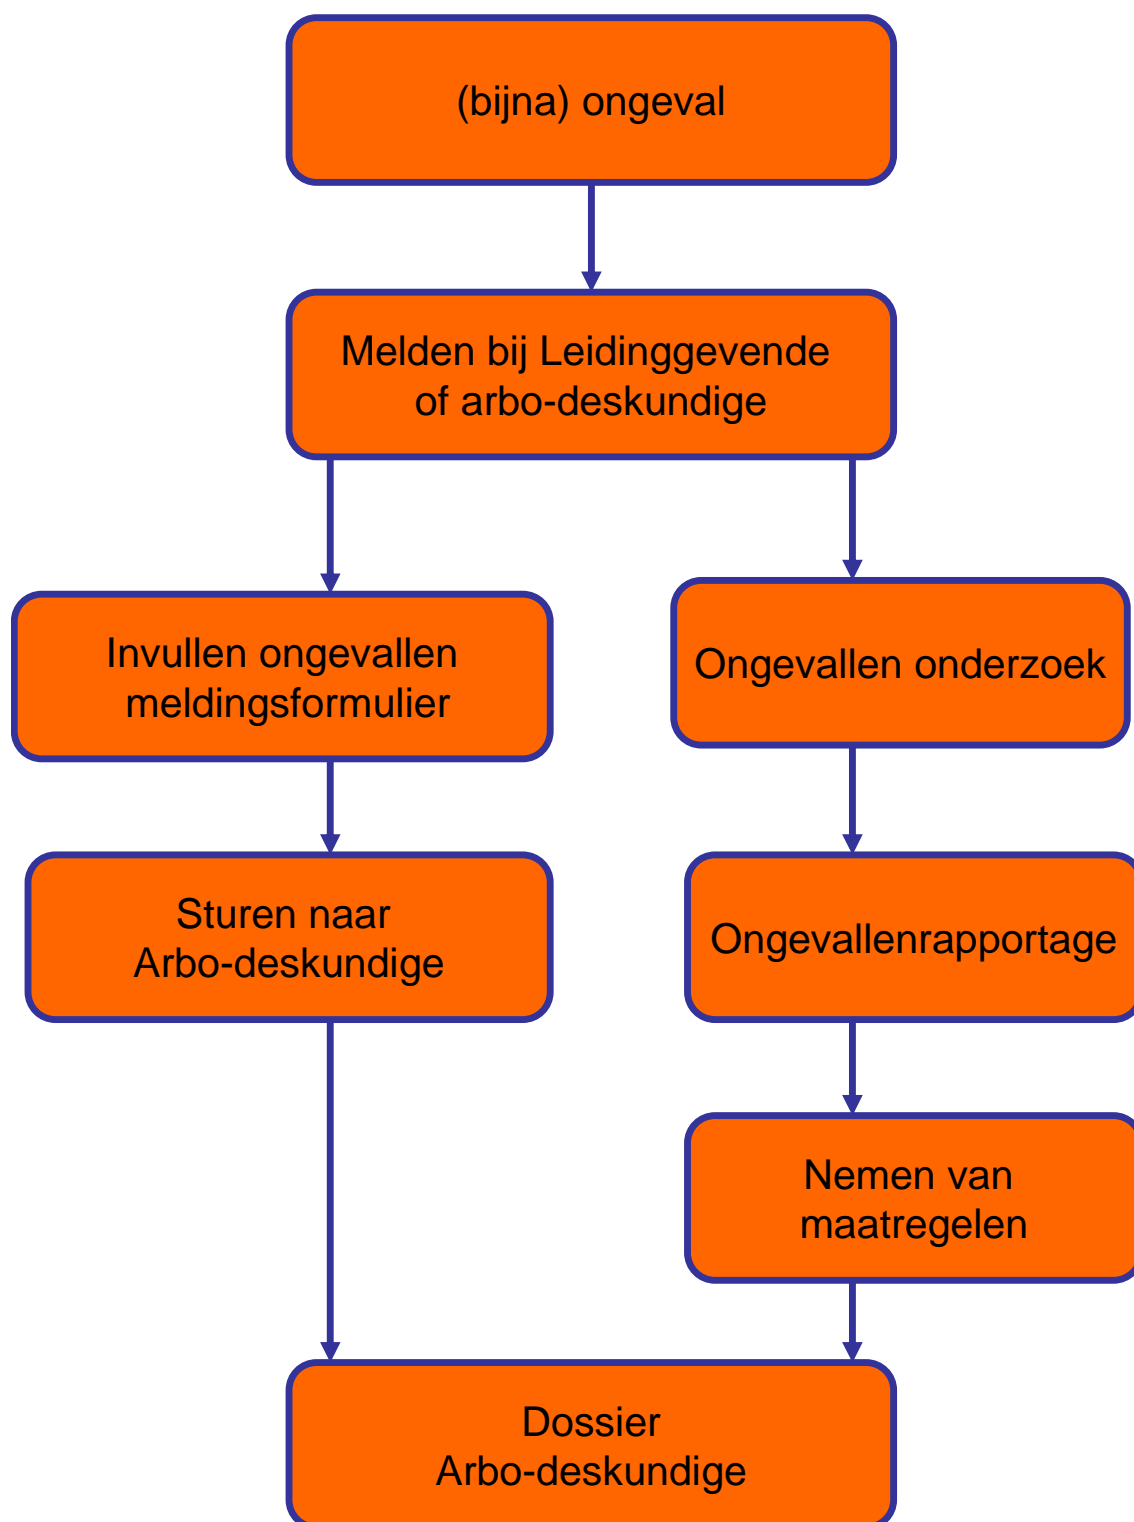 (bijna) ongeval
Melden bij Leidinggevende
of arbo-deskundige
Invullen ongevallen
meldingsformulier
Ongevallen onderzoek
Sturen naar
Arbo-deskundige
Ongevallenrapportage
Nemen van
maatregelen
Dossier
Arbo-deskundige